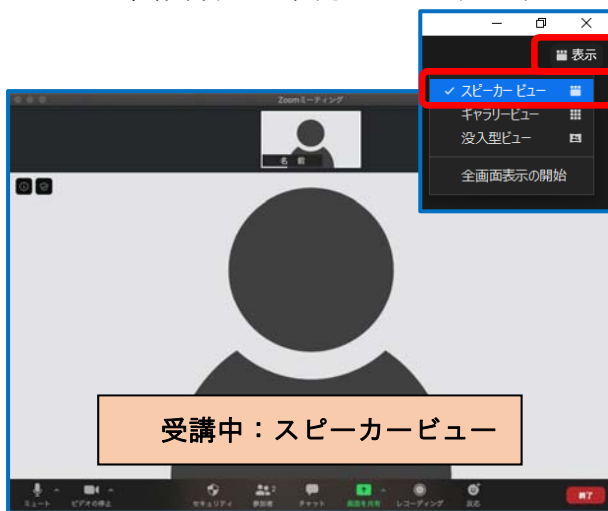 表示
スピーカー ビュー
ギャラリービュー
没入型ビュー
全画面表示の開始
Zoomミーティング
名 前
受講中：スピーカービュー
ミュート
ビデオの停止
セキュリティ
参加者
2
チャット
画面を共有
レコーディング
反応
終了